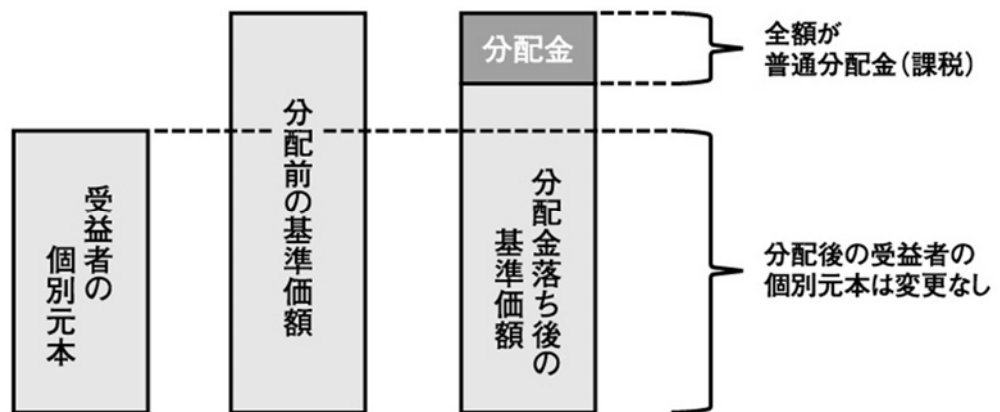 受益者の
個別元本
分配前の基準価額
分配金
分配金落ち後の
基準価額
全額が
普通分配金（課税）
分配後の受益者の
個別元本は変更なし